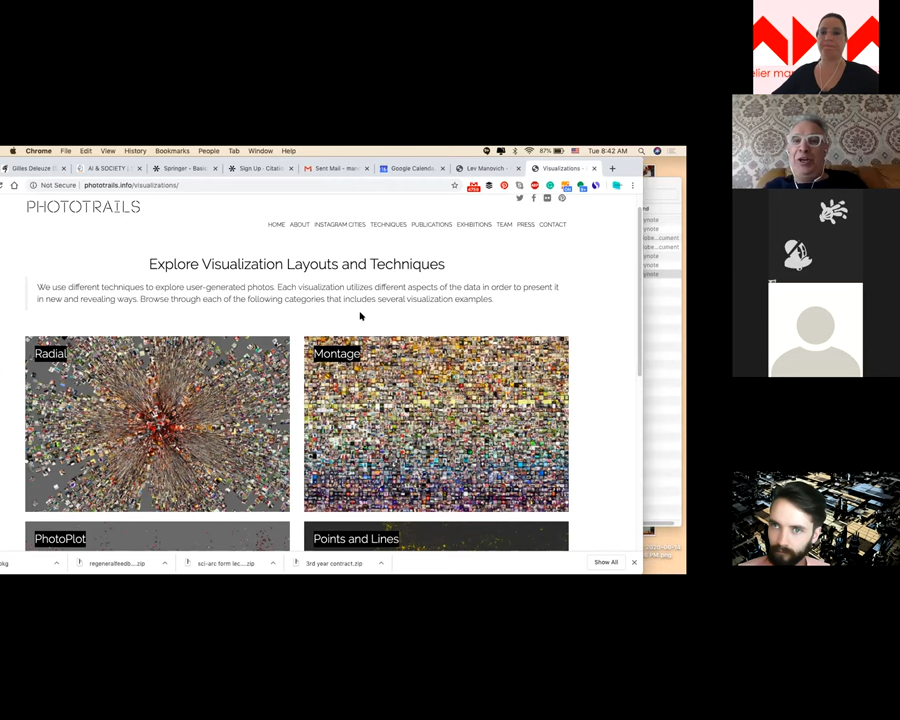 Chrome File Edit View History Bookmarks People Tab Window Help 87% Tue 8:42 AM
Gilles Deleuze AI & SOCIETY Springer - Basic Sign Up - Citatio Sent Mail - Google Calenda Lev Manovich - Visualizations -
Not Secure phototrails.info/visualizations/
PHOTOTRAILS
HOME ABOUT INSTAGRAM CITIES TECHNIQUES PUBLICATIONS EXHIBITIONS TEAM PRESS CONTACT
Explore Visualization Layouts and Techniques
We use different techniques to explore user-generated photos. Each visualization utilizes different aspects of the data in order to present it
in new and revealing ways. Browse through each of the following categories that includes several visualization examples.
Radial
Montage
PhotoPlot
Points and Lines
pkg regeneralfeedb....zip sci-arc form lec....zip 3rd year contract.zip Show All
elier mar